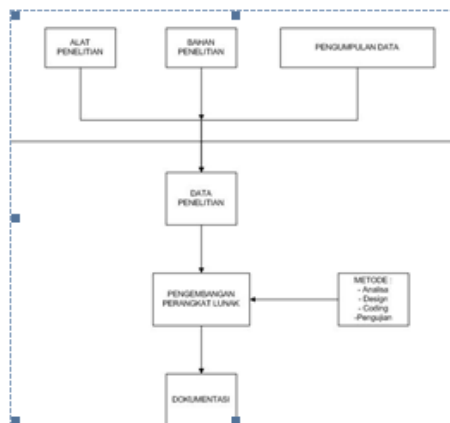 ALAT
PENELITIAN
BAHAN
PENELITIAN
PENGUMPULAN DATA
DATA
PENELITIAN
PENGEMBANGAN
PERANGKAT LUNAK
METODE :
- Analisa
- Design
- Coding
-Pengujian
DOKUMENTASI